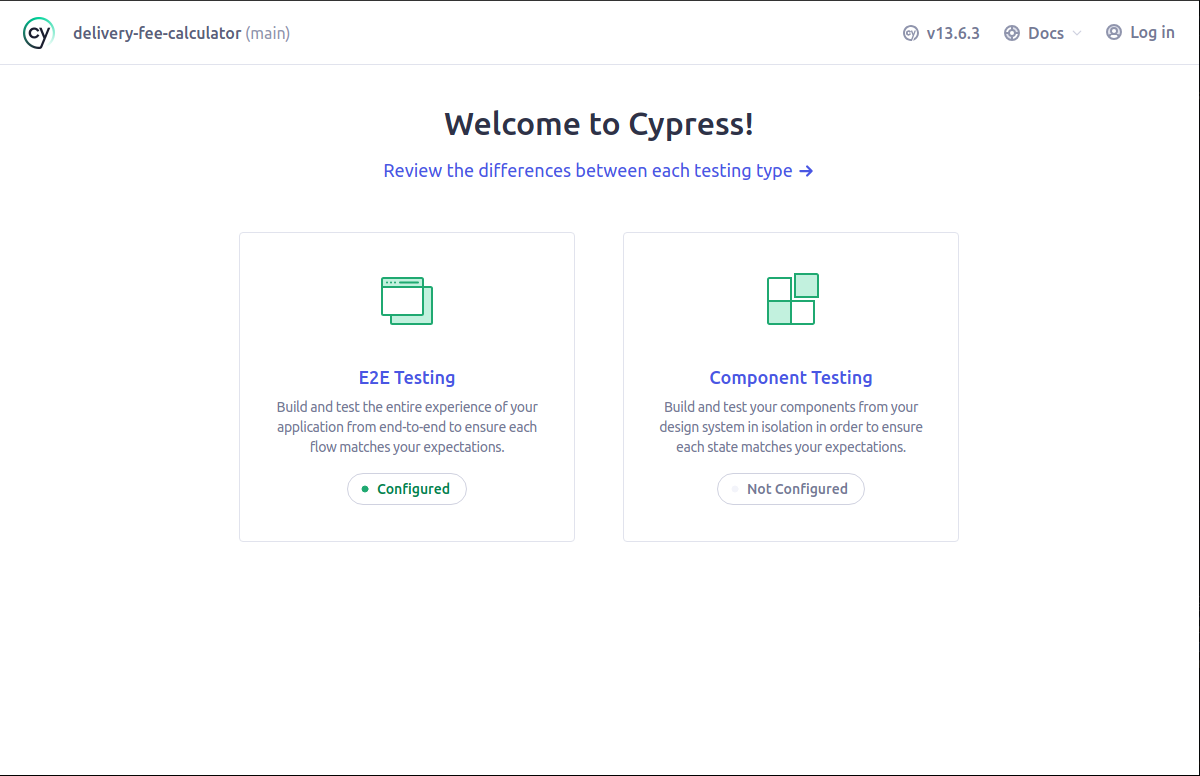 cy delivery-fee-calculator (main) v13.6.3 Docs Log in
Welcome to Cypress!
Review the differences between each testing type →
E2E Testing
Build and test the entire experience of your
application from end-to-end to ensure each
flow matches your expectations.
Configured
Component Testing
Build and test your components from your
design system in isolation in order to ensure
each state matches your expectations.
Not Configured